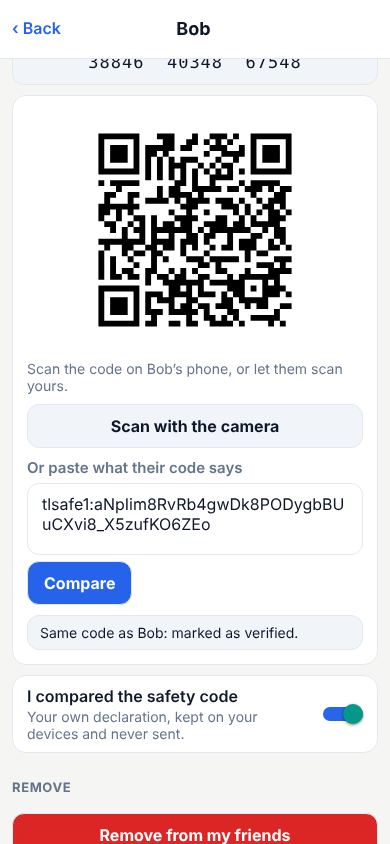 ‹ Back
Bob
38846 40348 67548
Scan the code on Bob’s phone, or let them scan
yours.
Scan with the camera
Or paste what their code says
tlsafe1:aNplim8RvRb4gwDk8PODygbBU
uCXvi8_X5zufKO6ZEo
Compare
Same code as Bob: marked as verified.
I compared the safety code
Your own declaration, kept on your
devices and never sent.
REMOVE
Remove from my friends